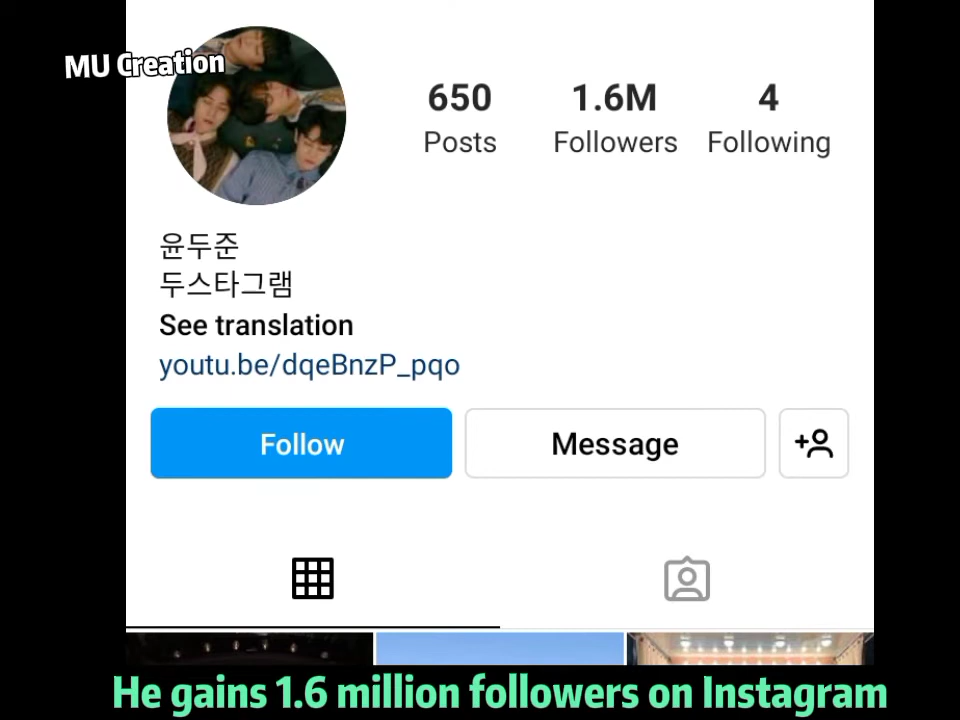 MU Creation
650 1.6M 4
Posts Followers Following
윤두준
두스타그램
See translation
youtu.be/dqeBnzP_pqo
Follow Message
He gains 1.6 million followers on Instagram